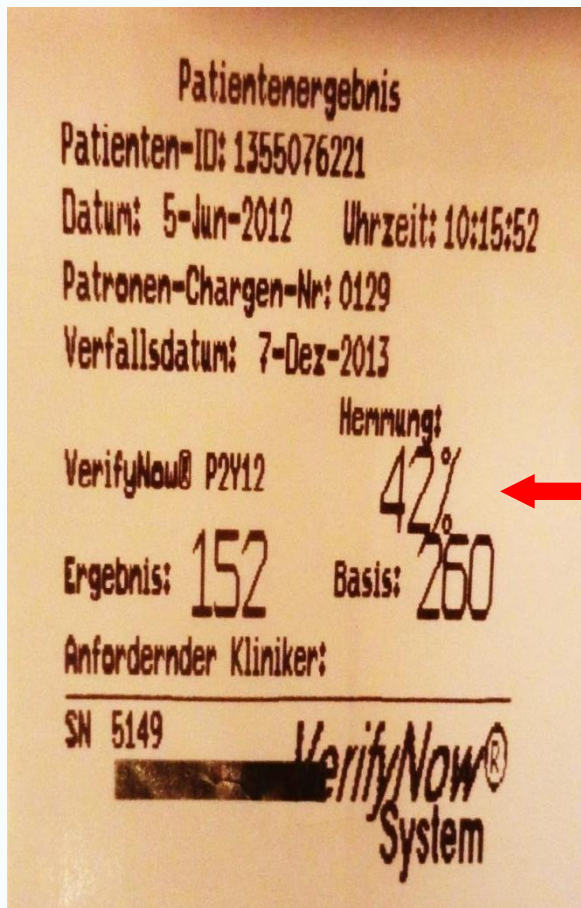 Patientenergebnis
Patienten-ID: 1355076221
Datum: 5-Jun-2012 Uhrzeit: 10:15:52
Patronen-Chargen-Nr: 0129
Verfallsdatum: 7-Dez-2013
Hemmung:
VerifyNow® P2Y12 42%
Ergebnis: 152 Basis: 260
Anfordernder Kliniker:
SN 5149
VerifyNow®
System